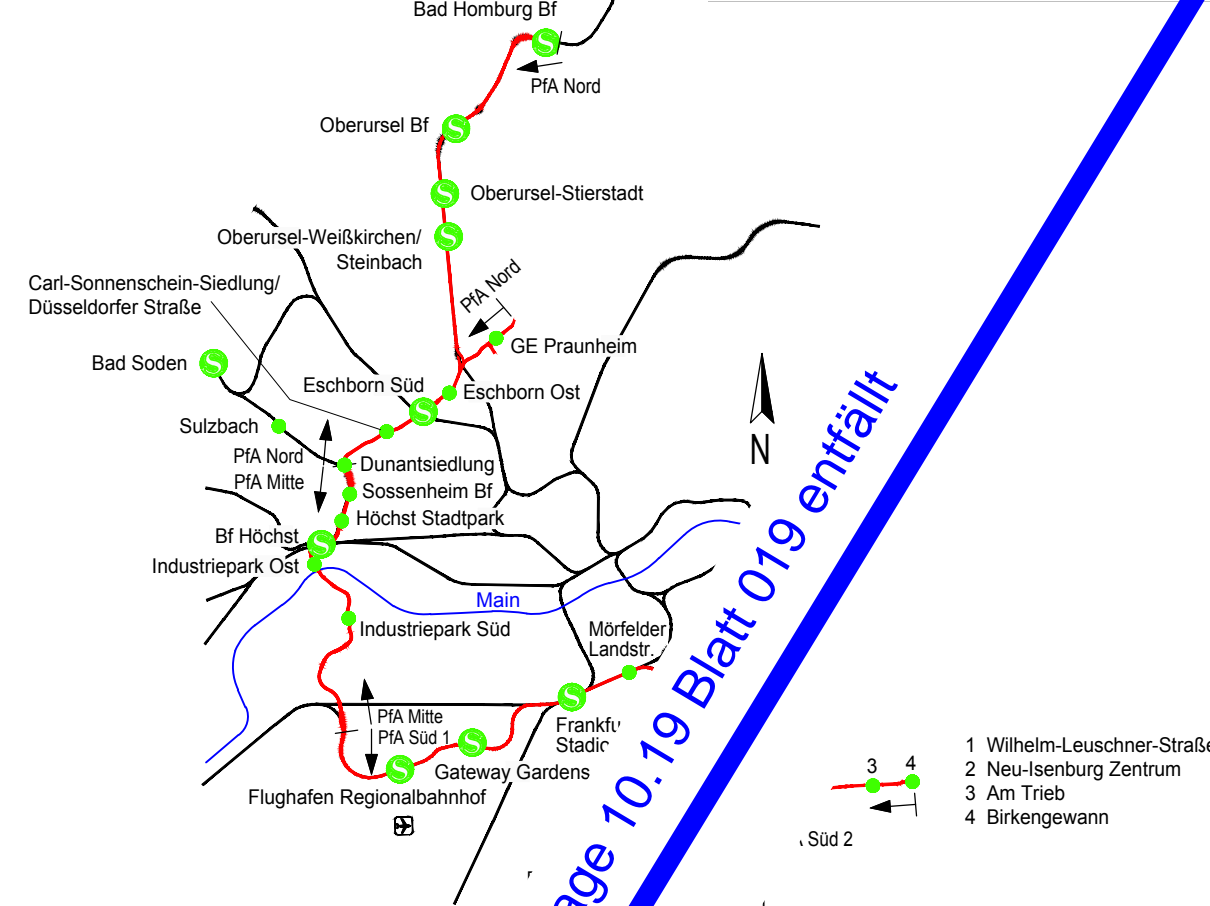 Bad Homburg Bf
PfA Nord
Oberursel Bf
Oberursel-Stierstadt
Oberursel-Weißkirchen/
Steinbach
Carl-Sonnenschein-Siedlung/
Düsseldorfer Straße
PfA Nord
GE Praunheim
Bad Soden
Eschborn Süd
Eschborn Ost
Sulzbach
PfA Nord
PfA Mitte
Dunantsiedlung
Sossenheim Bf
Höchst Stadtpark
Bf Höchst
Industriepark Ost
Main
Industriepark Süd
Mörfelder
Landstr.
N
PfA Mitte
PfA Süd 1
Gateway Gardens
Flughafen Regionalbahnhof
10.19 Blatt 019 entfällt
3 4
Süd 2
1 Wilhelm-Leuschner-Straße
2 Neu-Isenburg Zentrum
3 Am Trieb
4 Birkengewann